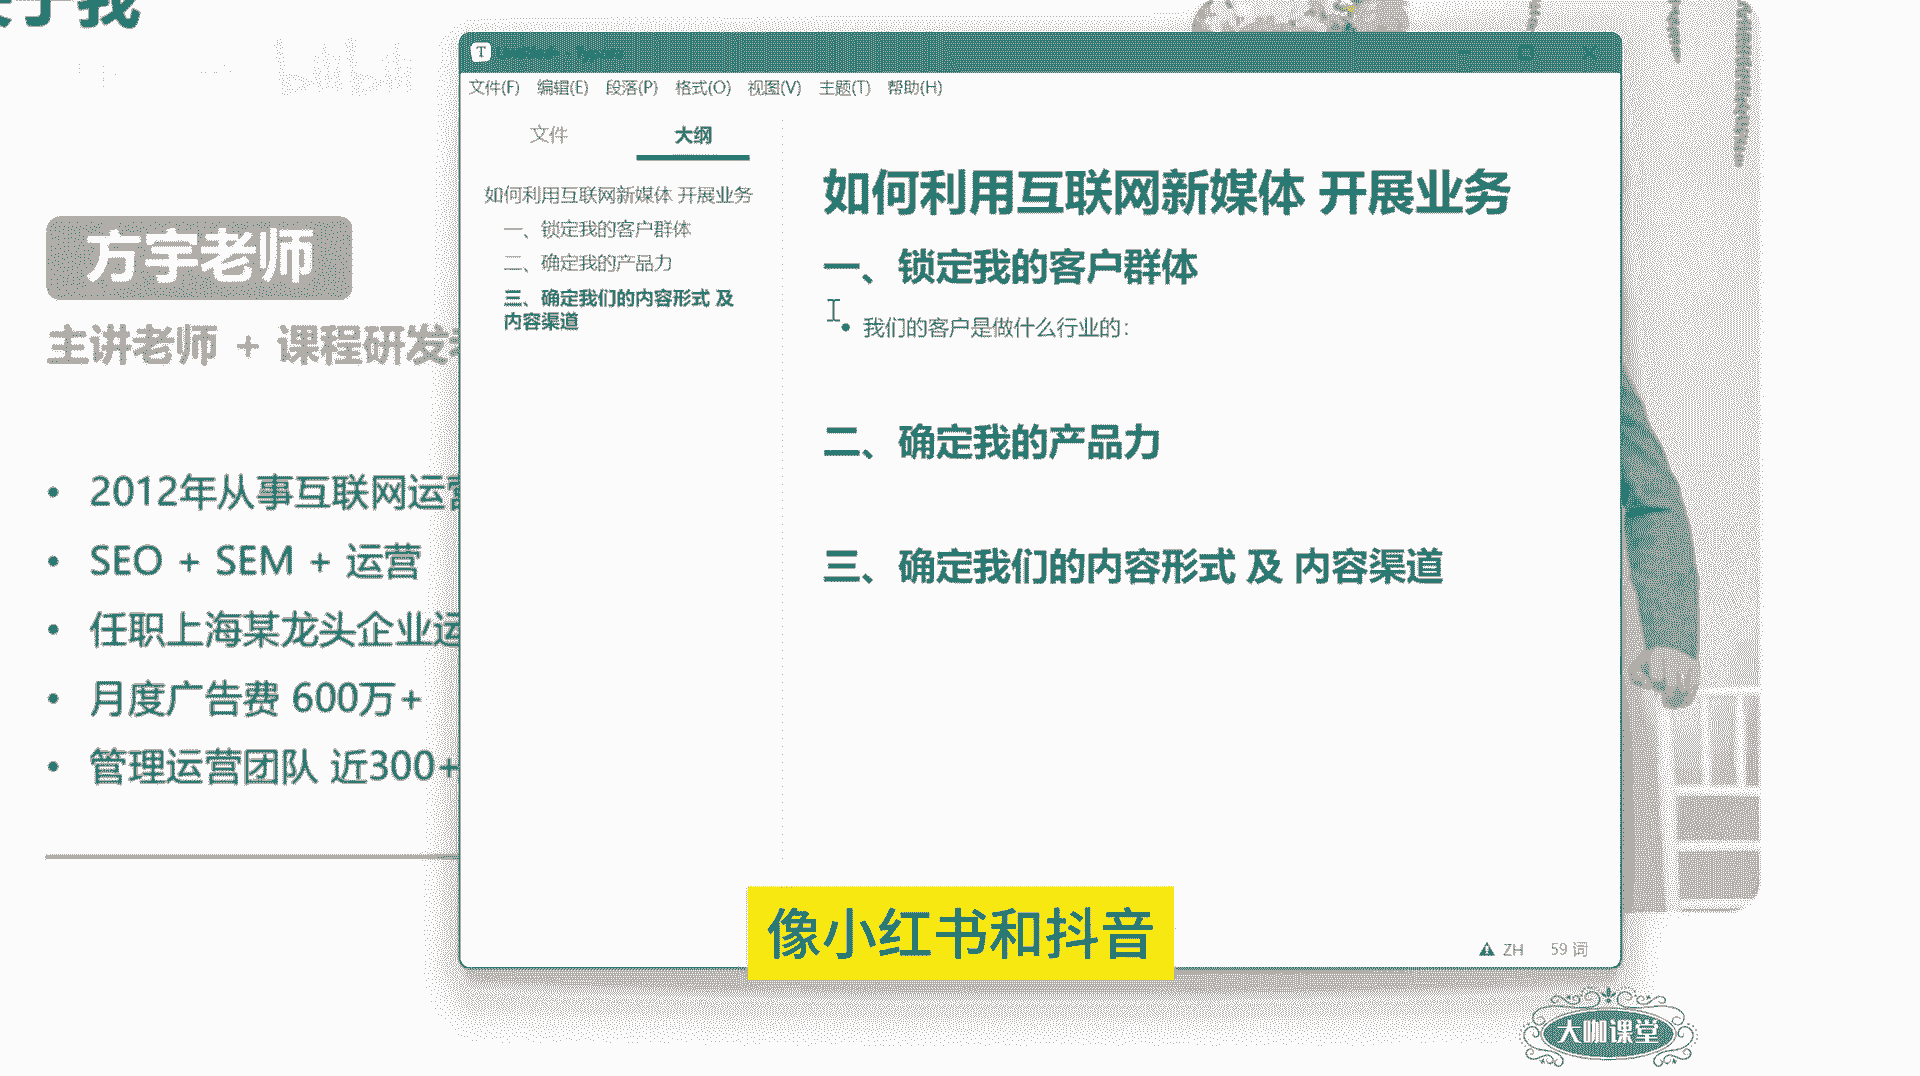 于我
bilibili
方宇老师
主讲老师 + 课程研发
2012年从事互联网运营
SEO + SEM + 运营
任职上海某龙头企业运
月度广告费 600万+
管理运营团队 近300+
T
文件(F) 编辑(E) 段落(P) 格式(O) 视图(V) 主题(T) 帮助(H)
文件 大纲
如何利用互联网新媒体 开展业务
一、锁定我的客户群体
二、确定我的产品力
三、确定我们的内容形式 及
内容渠道
如何利用互联网新媒体 开展业务
一、锁定我的客户群体
我们的客户是做什么行业的：
二、确定我的产品力
三、确定我们的内容形式 及 内容渠道
ZH 59 词
像小红书和抖音
大咖课堂